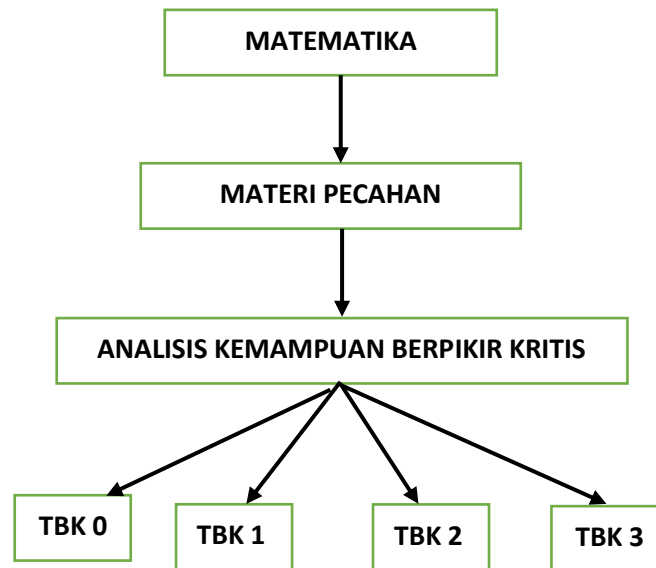 MATEMATIKA
MATERI PECAHAN
ANALISIS KEMAMPUAN BERPIKIR KRITIS
TBK 0
TBK 1
TBK 2
TBK 3